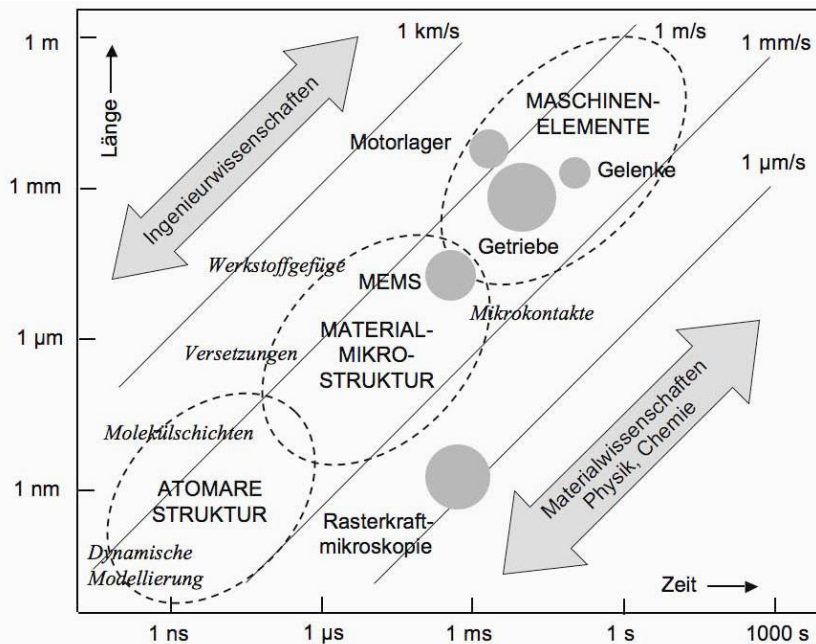 1 m
1 km/s
1 m/s
1 mm/s
Länge
Ingenieurwissenschaften
MASCHINEN-
ELEMENTE
Motorlager
1 µm/s
Gelenke
1 mm
Getriebe
Werkstoffgefüge
MEMS
Mikrokontakte
1 µm
MATERIAL-
MIKRO-
STRUKTUR
Versetzungen
Materialwissenschaften
Physik, Chemie
Molekülschichten
1 nm
ATOMARE
STRUKTUR
Rasterkraft-
mikroskopie
Dynamische
Modellierung
Zeit
1 ns
1 µs
1 ms
1 s
1000 s